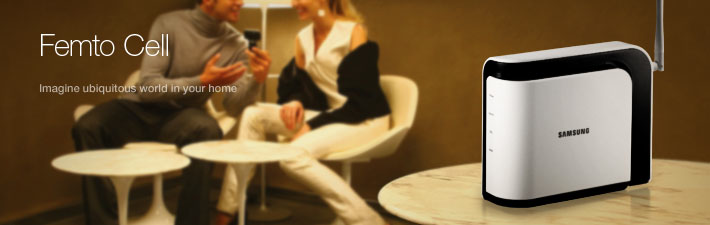 Femto Cell
Imagine ubiquitous world in your home
SAMSUNG